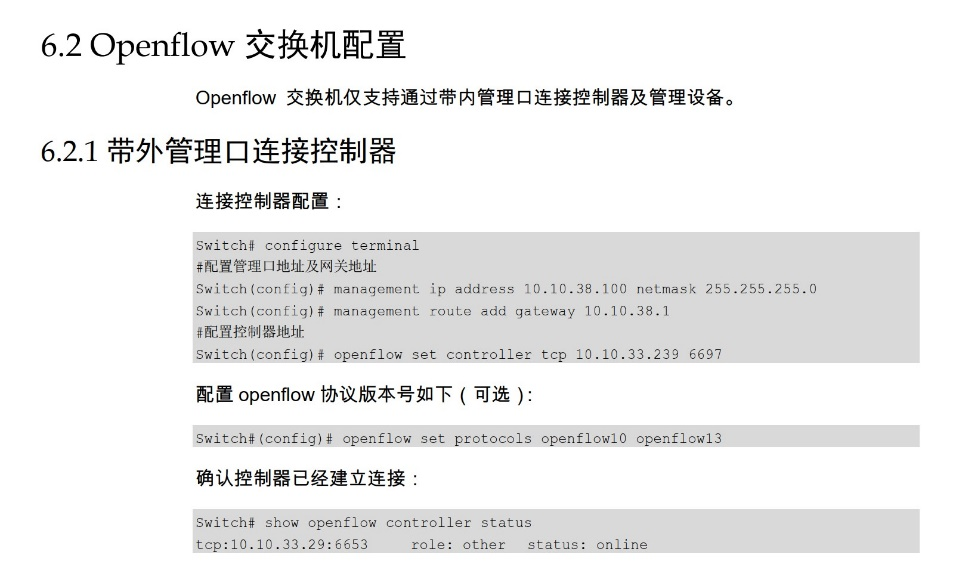 6.2 Openflow 交换机配置
Openflow 交换机仅支持通过带内管理口连接控制器及管理设备。
6.2.1 带外管理口连接控制器
连接控制器配置：
Switch# configure terminal
#配置管理口地址及网关地址
Switch(config)# management ip address 10.10.38.100 netmask 255.255.255.0
Switch(config)# management route add gateway 10.10.38.1
#配置控制器地址
Switch(config)# openflow set controller tcp 10.10.33.239 6697
配置 openflow 协议版本号如下（可选）：
Switch#(config)# openflow set protocols openflow10 openflow13
确认控制器已经建立连接：
Switch# show openflow controller status
tcp:10.10.33.29:6653 role: other status: online